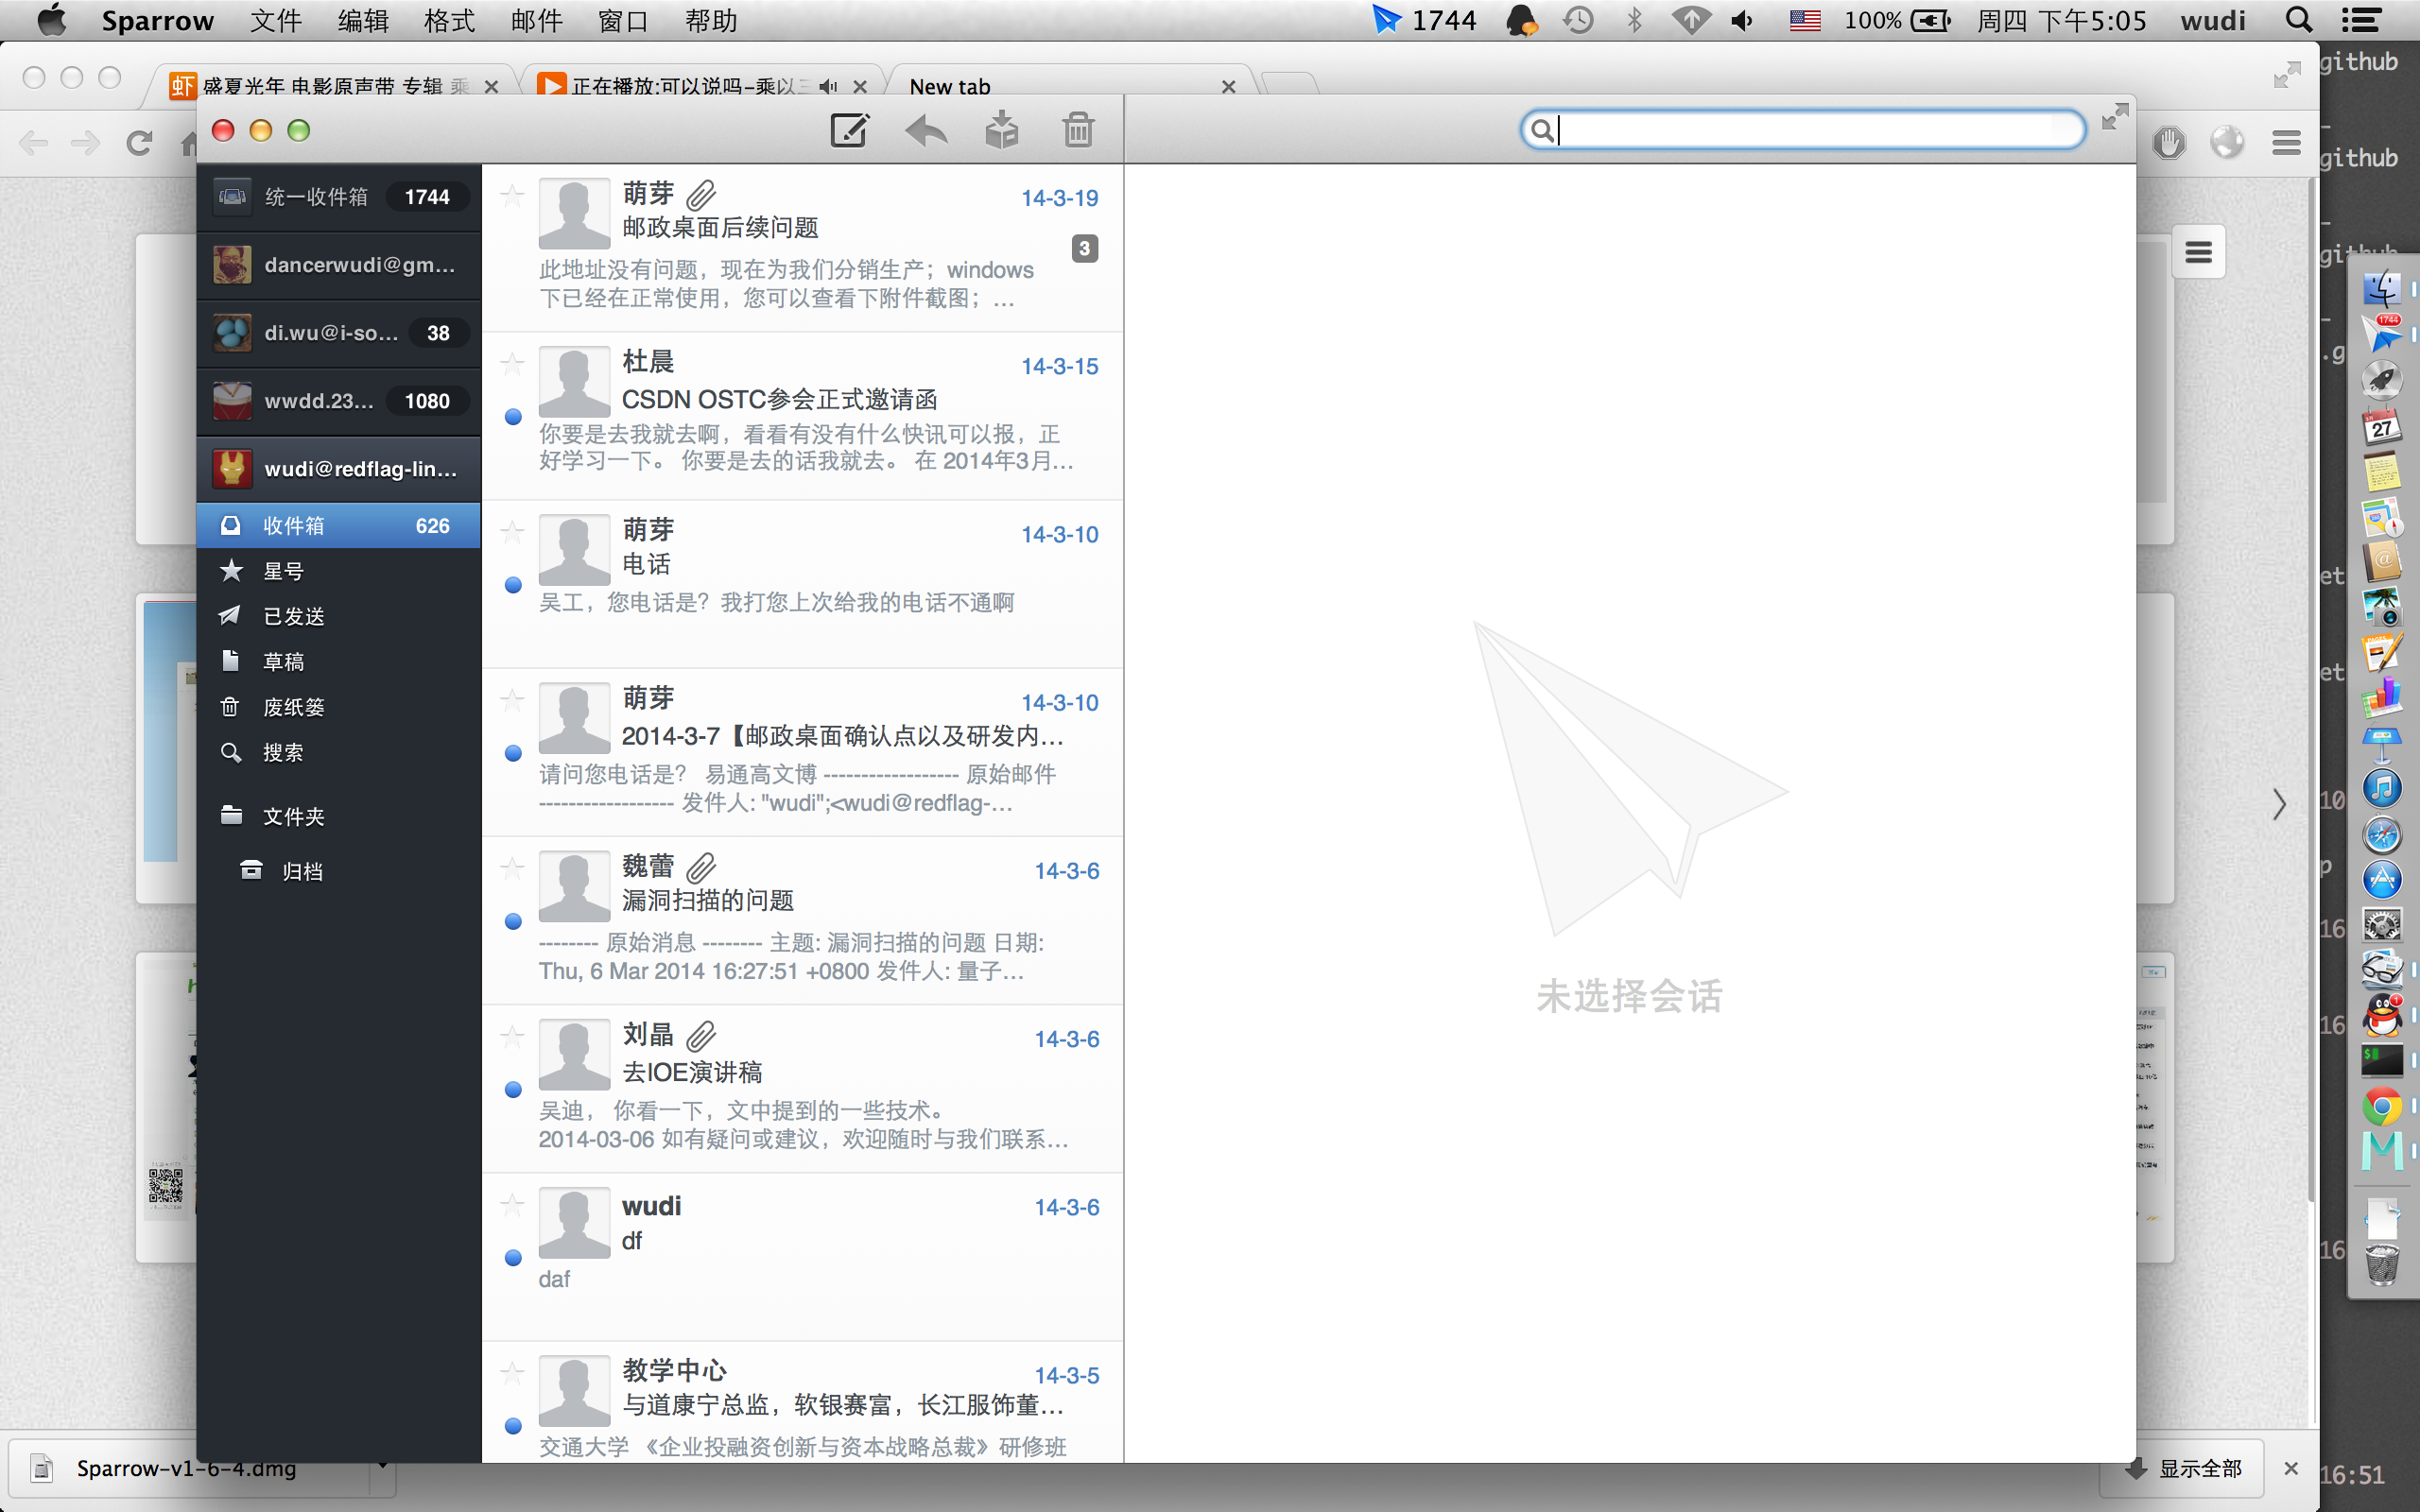 Sparrow 文件 编辑 格式 邮件 窗口 帮助 1744 100% 周四 下午5:05 wudi
虾 盛夏光年 电影原声带 专辑 乘
正在播放:可以说吗-乘以三
New tab
统一收件箱 1744
dancerwudi@gm...
di.wu@i-so... 38
wwdd.23... 1080
wudi@redflag-lin...
收件箱 626
星号
已发送
草稿
废纸篓
搜索
文件夹
归档
萌芽 14-3-19
邮政桌面后续问题
3
此地址没有问题，现在为我们分销生产；windows
下已经在正常使用，您可以查看下附件截图；...
杜晨 14-3-15
CSDN OSTC参会正式邀请函
你要是去我就去啊，看看有没有什么快讯可以报，正
好学习一下。 你要是去的话我就去。 在 2014年3月...
萌芽 14-3-10
电话
吴工，您电话是？我打您上次给我的电话不通啊
萌芽 14-3-10
2014-3-7【邮政桌面确认点以及研发内...
请问您电话是？ 易通高文博 ------------------ 原始邮件
------------------ 发件人: "wudi";<wudi@redflag-...
魏蕾 14-3-6
漏洞扫描的问题
-------- 原始消息 -------- 主题: 漏洞扫描的问题 日期:
Thu, 6 Mar 2014 16:27:51 +0800 发件人: 量子...
刘晶 14-3-6
去IOE演讲稿
吴迪， 你看一下，文中提到的一些技术。
2014-03-06 如有疑问或建议，欢迎随时与我们联系...
wudi 14-3-6
df
daf
教学中心 14-3-5
与道康宁总监，软银赛富，长江服饰董...
交通大学 《企业投融资创新与资本战略总裁》研修班
未选择会话
github
github
github
.g
et
et
10
p
16
16
16
16:51
1744
27
1
Sparrow-v1-6-4.dmg
显示全部